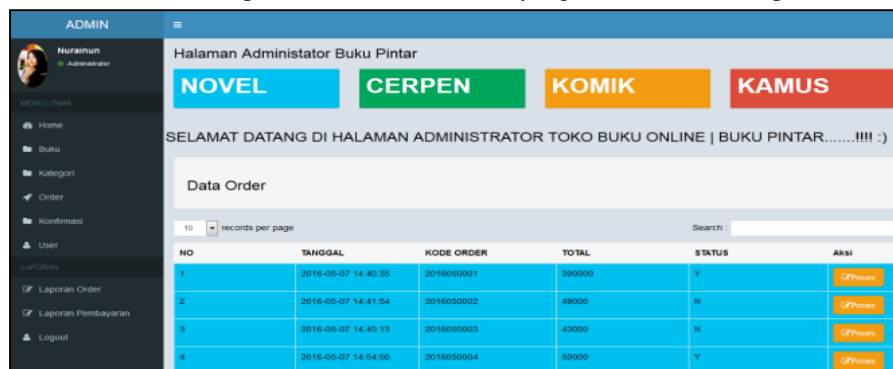 ADMIN
Nurainun
Administrator
MENU UTAMA
Home
Buku
Kategori
Order
Konfirmasi
User
LAPORAN
Laporan Order
Laporan Pembayaran
Logout
Halaman Administator Buku Pintar
NOVEL CERPEN KOMIK KAMUS
SELAMAT DATANG DI HALAMAN ADMINISTRATOR TOKO BUKU ONLINE | BUKU PINTAR.......!!!! :)
Data Order
10 records per page Search :
NO TANGGAL KODE ORDER TOTAL STATUS Aksi
1 2016-05-07 14:40:35 2016050001 300000 Y Proses
2 2016-05-07 14:41:54 2016050002 49000 N Proses
3 2016-05-07 14:45:13 2016050003 43000 N Proses
4 2016-05-07 14:54:50 2016050004 50000 Y Proses